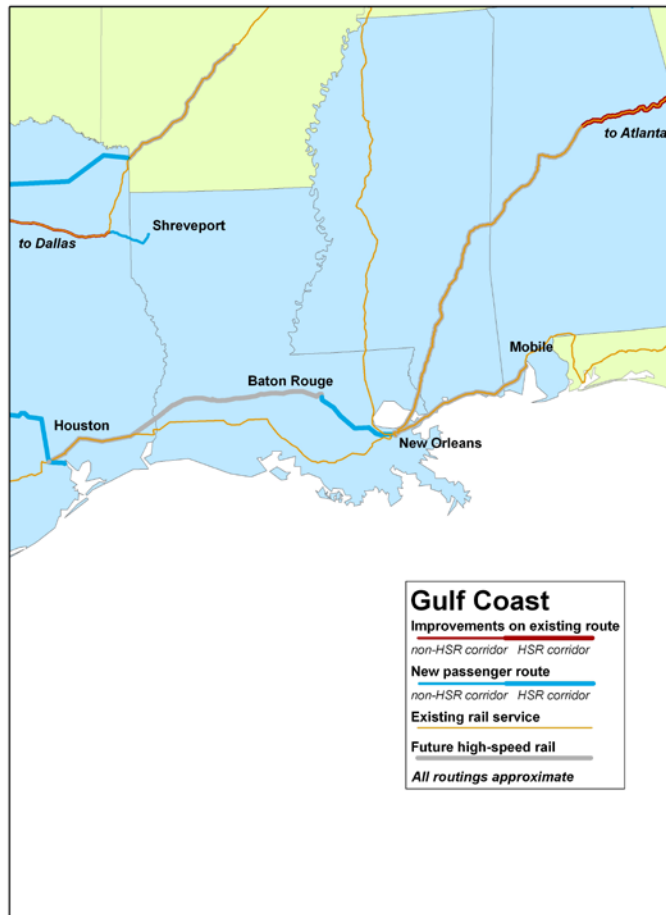 to Atlanta
Shreveport
to Dallas
Mobile
Baton Rouge
Houston
New Orleans
Gulf Coast
Improvements on existing route
non-HSR corridor HSR corridor
New passenger route
non-HSR corridor HSR corridor
Existing rail service
Future high-speed rail
All routings approximate